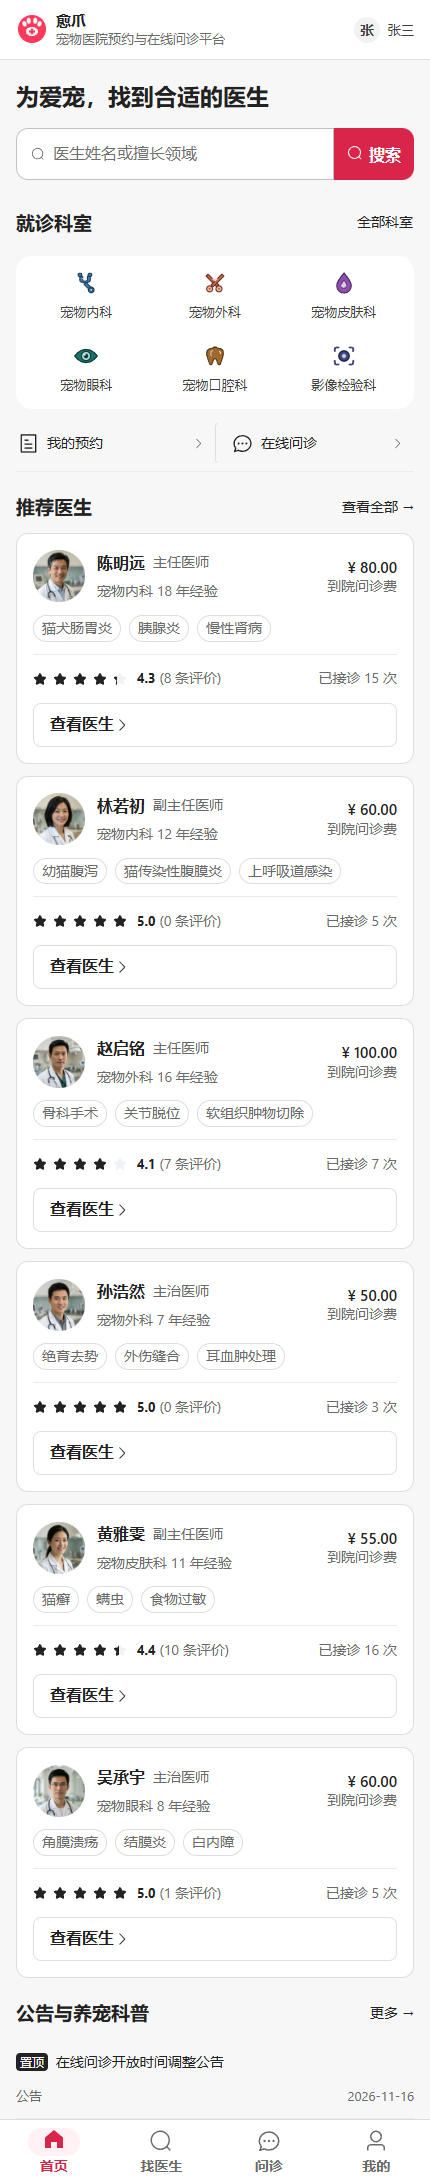 愈爪
宠物医院预约与在线问诊平台
张 张三
为爱宠，找到合适的医生
医生姓名或擅长领域 搜索
就诊科室 全部科室
宠物内科 宠物外科 宠物皮肤科
宠物眼科 宠物口腔科 影像检验科
我的预约 在线问诊
推荐医生 查看全部 →
陈明远 主任医师 ¥ 80.00
宠物内科 18 年经验 到院问诊费
猫犬肠胃炎 胰腺炎 慢性肾病
4.3 (8 条评价) 已接诊 15 次
查看医生
林若初 副主任医师 ¥ 60.00
宠物内科 12 年经验 到院问诊费
幼猫腹泻 猫传染性腹膜炎 上呼吸道感染
5.0 (0 条评价) 已接诊 5 次
查看医生
赵启铭 主任医师 ¥ 100.00
宠物外科 16 年经验 到院问诊费
骨科手术 关节脱位 软组织肿物切除
4.1 (7 条评价) 已接诊 7 次
查看医生
孙浩然 主治医师 ¥ 50.00
宠物外科 7 年经验 到院问诊费
绝育去势 外伤缝合 耳血肿处理
5.0 (0 条评价) 已接诊 3 次
查看医生
黄雅雯 副主任医师 ¥ 55.00
宠物皮肤科 11 年经验 到院问诊费
猫癣 螨虫 食物过敏
4.4 (10 条评价) 已接诊 16 次
查看医生
吴承宇 主治医师 ¥ 60.00
宠物眼科 8 年经验 到院问诊费
角膜溃疡 结膜炎 白内障
5.0 (1 条评价) 已接诊 5 次
查看医生
公告与养宠科普 更多 →
置顶 在线问诊开放时间调整公告
公告 2026-11-16
首页 找医生 问诊 我的